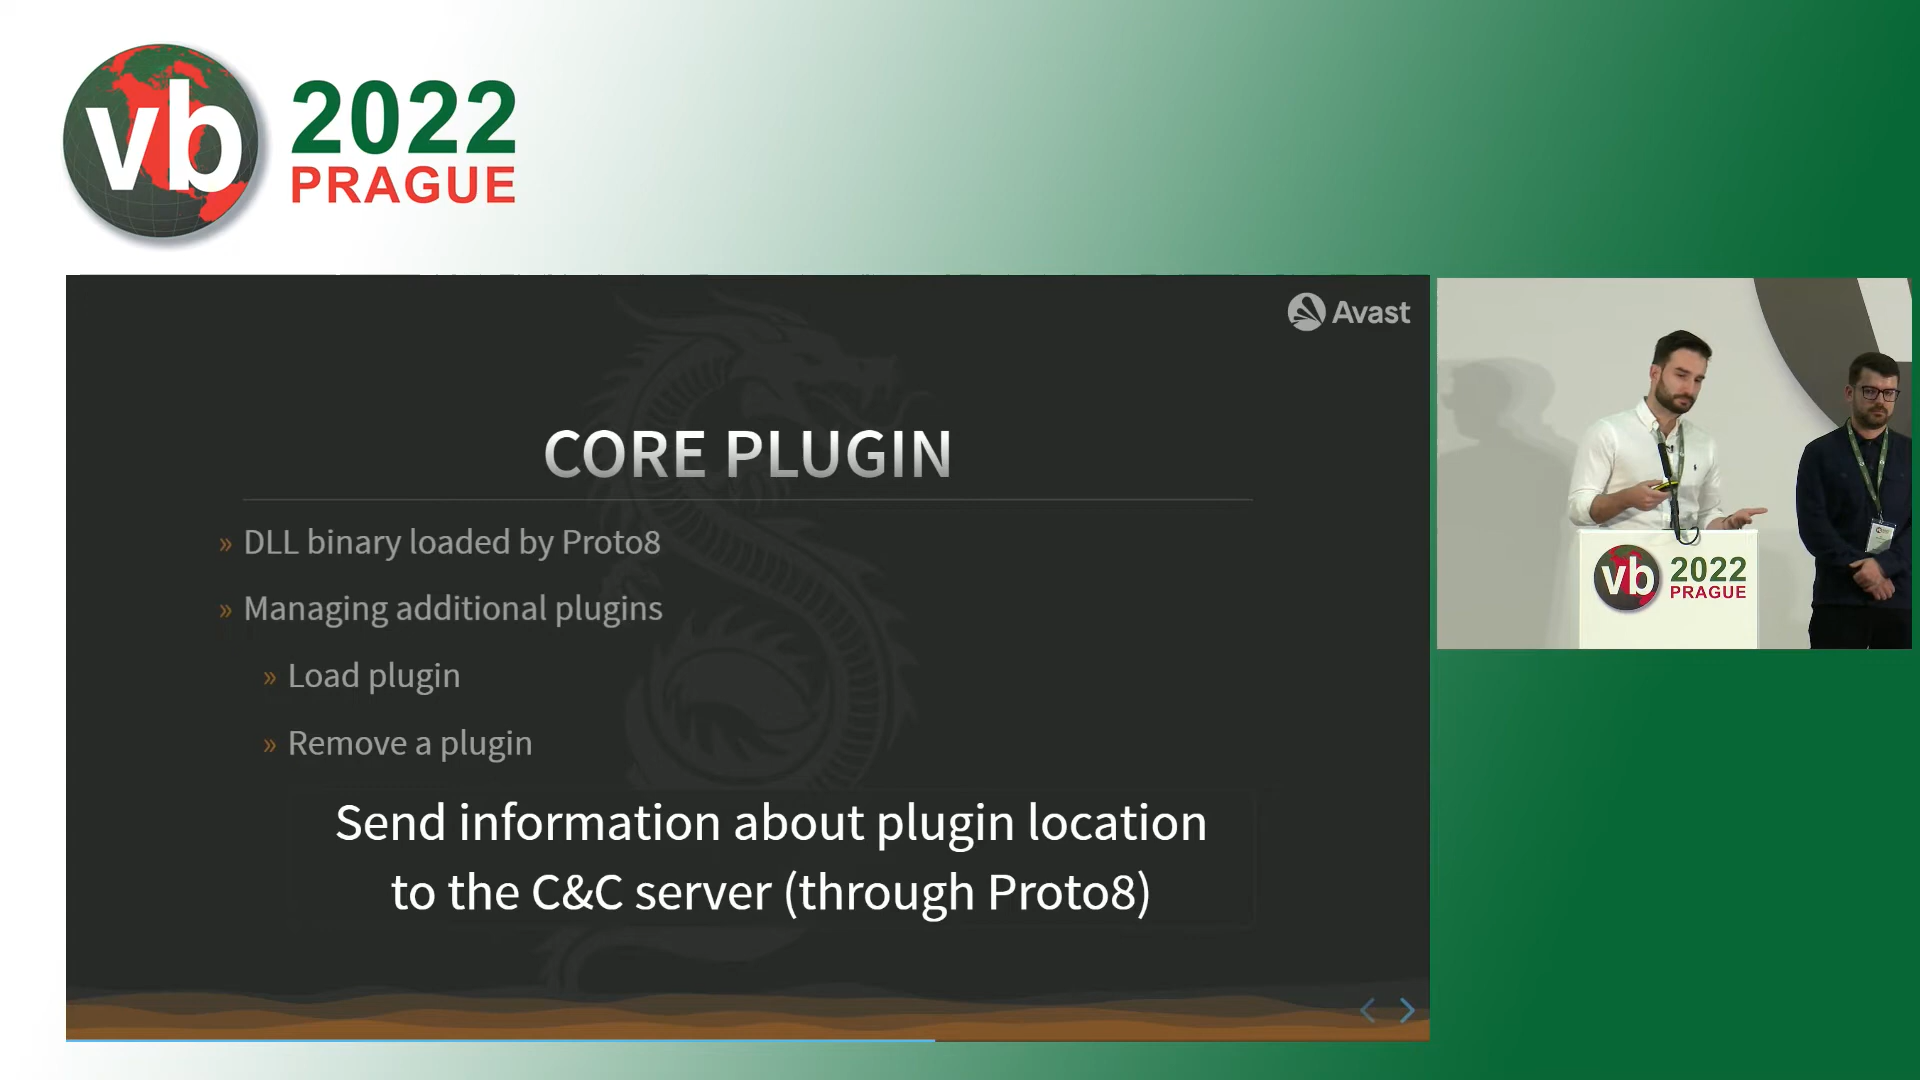 vb 2022
PRAGUE
Avast
CORE PLUGIN
» DLL binary loaded by Proto8
» Managing additional plugins
» Load plugin
» Remove a plugin
Send information about plugin location
to the C&C server (through Proto8)
vb 2022
PRAGUE